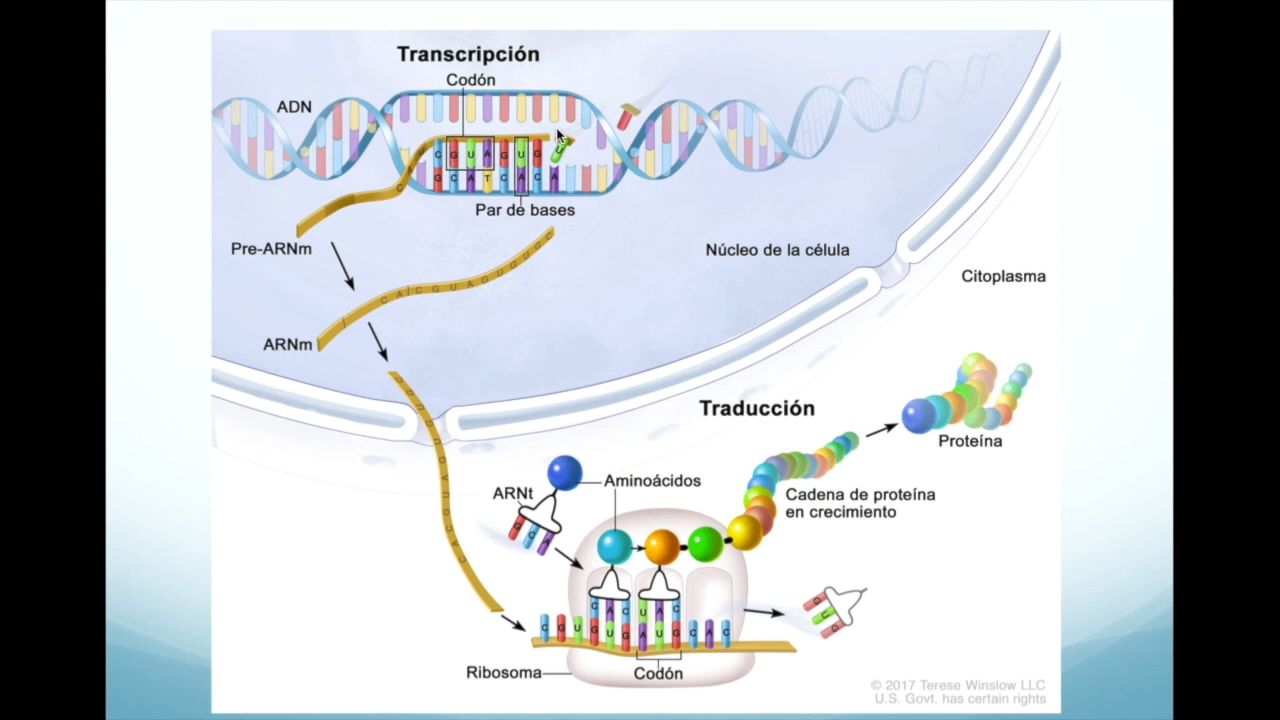 Transcripción
Codón
ADN
C A U C G U A G U G U
G C A T C A C A
Par de bases
Pre-ARNm
Núcleo de la célula
Citoplasma
C A C G U A G U G U G C
ARNm
Traducción
Proteína
Aminoácidos
ARNt
Cadena de proteína
en crecimiento
G C A
C A C U A C
C G U G U G A U G C A C
G C G
Ribosoma
Codón
© 2017 Terese Winslow LLC
U.S. Govt. has certain rights